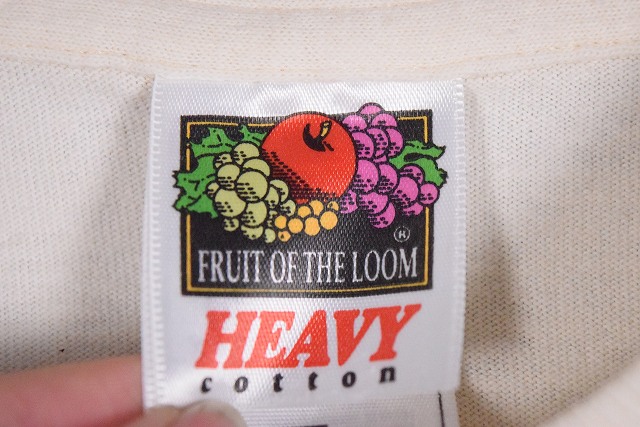 ®
FRUIT OF THE LOOM
HEAVY
cotton